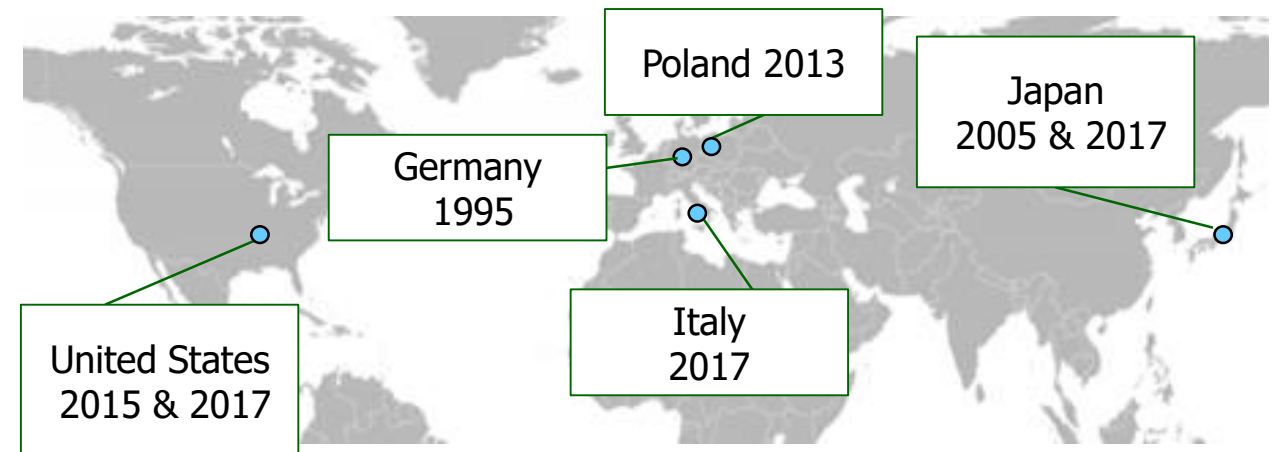 Poland 2013
Japan
2005 & 2017
Germany
1995
Italy
2017
United States
2015 & 2017